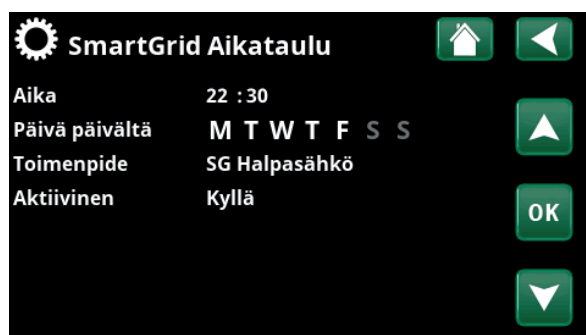 SmartGrid Aikataulu
Aika 22 :30
Päivä päivältä M T W T F S S
Toimenpide SG Halpasähkö
Aktiivinen Kyllä
OK